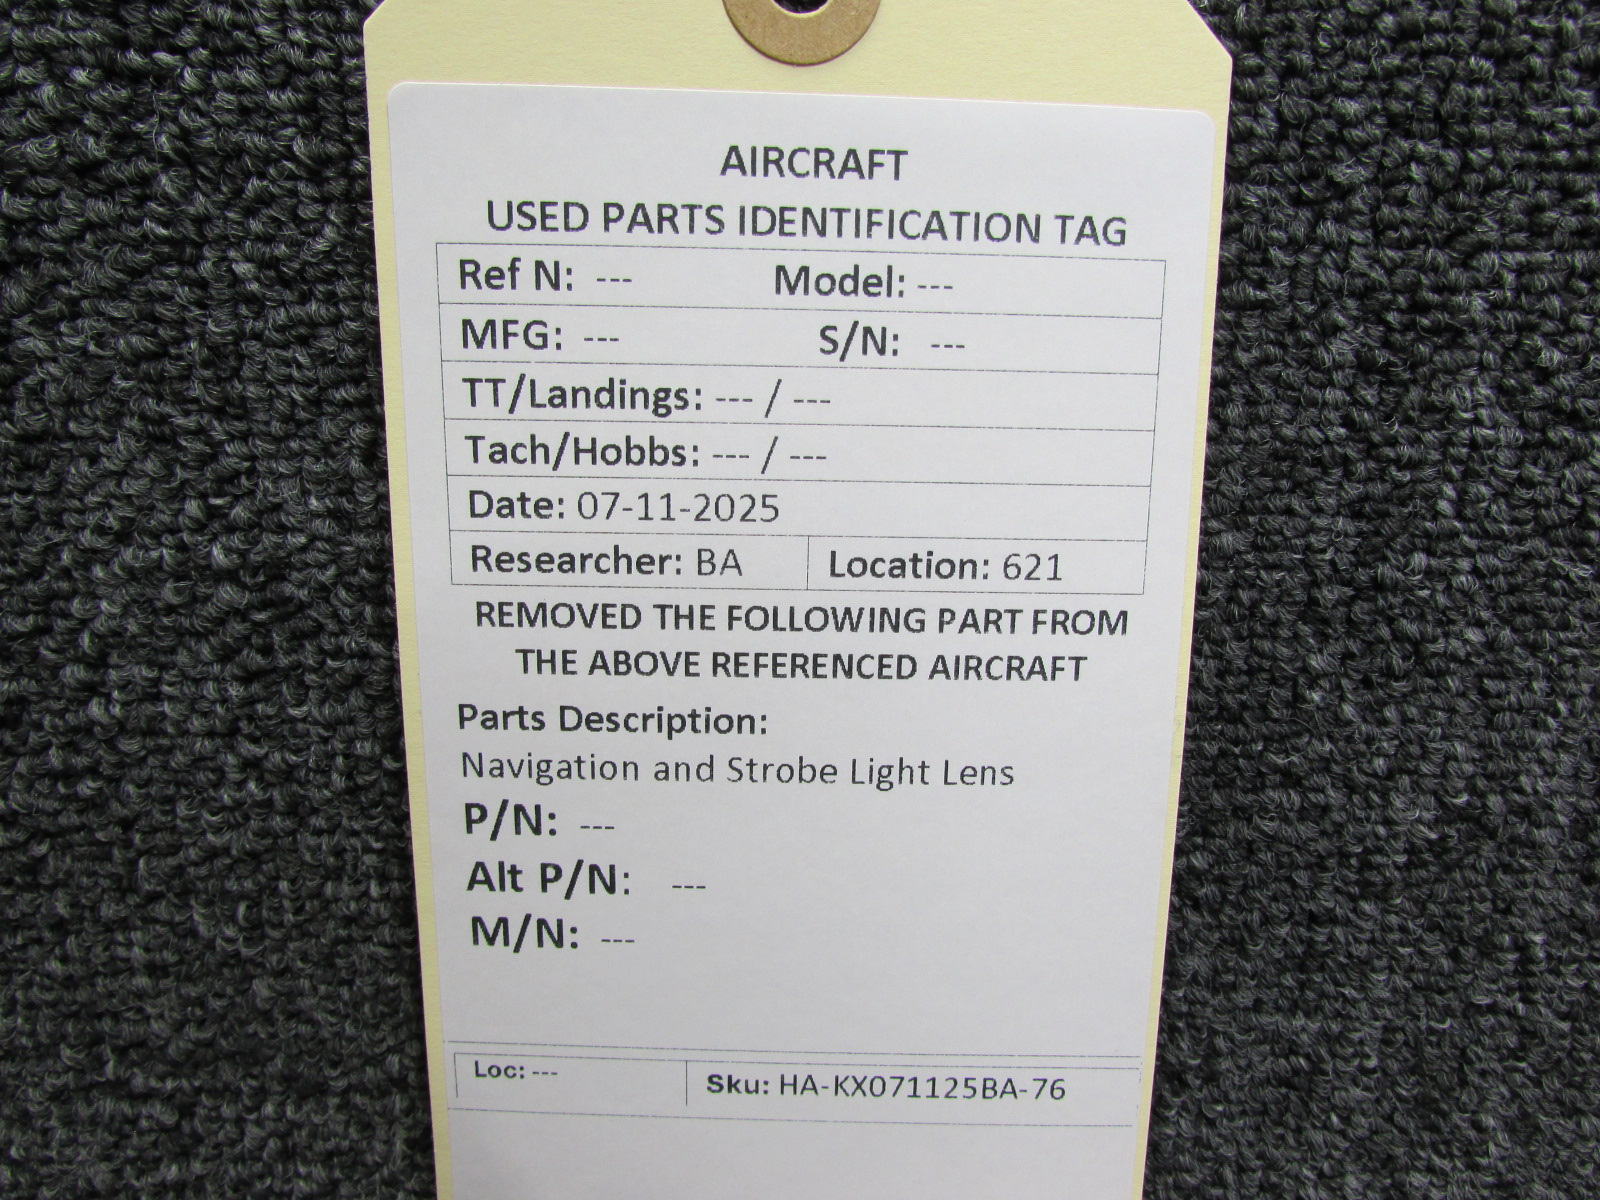 AIRCRAFT
USED PARTS IDENTIFICATION TAG
Ref N: --- Model: ---
MFG: --- S/N: ---
TT/Landings: --- / ---
Tach/Hobbs: --- / ---
Date: 07-11-2025
Researcher: BA Location: 621
REMOVED THE FOLLOWING PART FROM
THE ABOVE REFERENCED AIRCRAFT
Parts Description:
Navigation and Strobe Light Lens
P/N: ---
Alt P/N: ---
M/N: ---
Loc: --- Sku: HA-KX071125BA-76